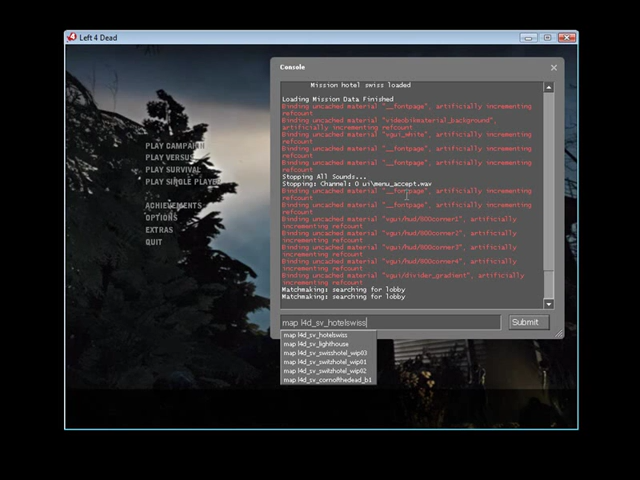 Left 4 Dead
Console
Mission hotel swiss loaded
Loading Mission Data Finished
Binding uncached material "__fontpage", artificially incrementing
refcount
Binding uncached material "videobikmaterial_background",
artificially incrementing refcount
Binding uncached material "vgui_white", artificially incrementing
refcount
Binding uncached material "__fontpage", artificially incrementing
refcount
Binding uncached material "__fontpage", artificially incrementing
refcount
Stopping All Sounds...
Stopping: Channel: 0 ui\menu_accept.wav
Binding uncached material "__fontpage", artificially incrementing
refcount
Binding uncached material "__fontpage", artificially incrementing
refcount
Binding uncached material "vgui/hud/800corner1", artificially
incrementing refcount
Binding uncached material "vgui/hud/800corner2", artificially
incrementing refcount
Binding uncached material "vgui/hud/800corner3", artificially
incrementing refcount
Binding uncached material "vgui/hud/800corner4", artificially
incrementing refcount
Binding uncached material "vgui/divider_gradient", artificially
incrementing refcount
Matchmaking: searching for lobby
Matchmaking: searching for lobby
map l4d_sv_hotelswiss
Submit
map l4d_sv_hotelswiss
map l4d_sv_lighthouse
map l4d_sv_swisshotel_wip03
map l4d_sv_switzhotel_wip01
map l4d_sv_switzhotel_wip02
map l4d_sv_cornofthedead_b1
PLAY CAMPAIGN
PLAY VERSUS
PLAY SURVIVAL
PLAY SINGLE PLAYER
ACHIEVEMENTS
OPTIONS
EXTRAS
QUIT